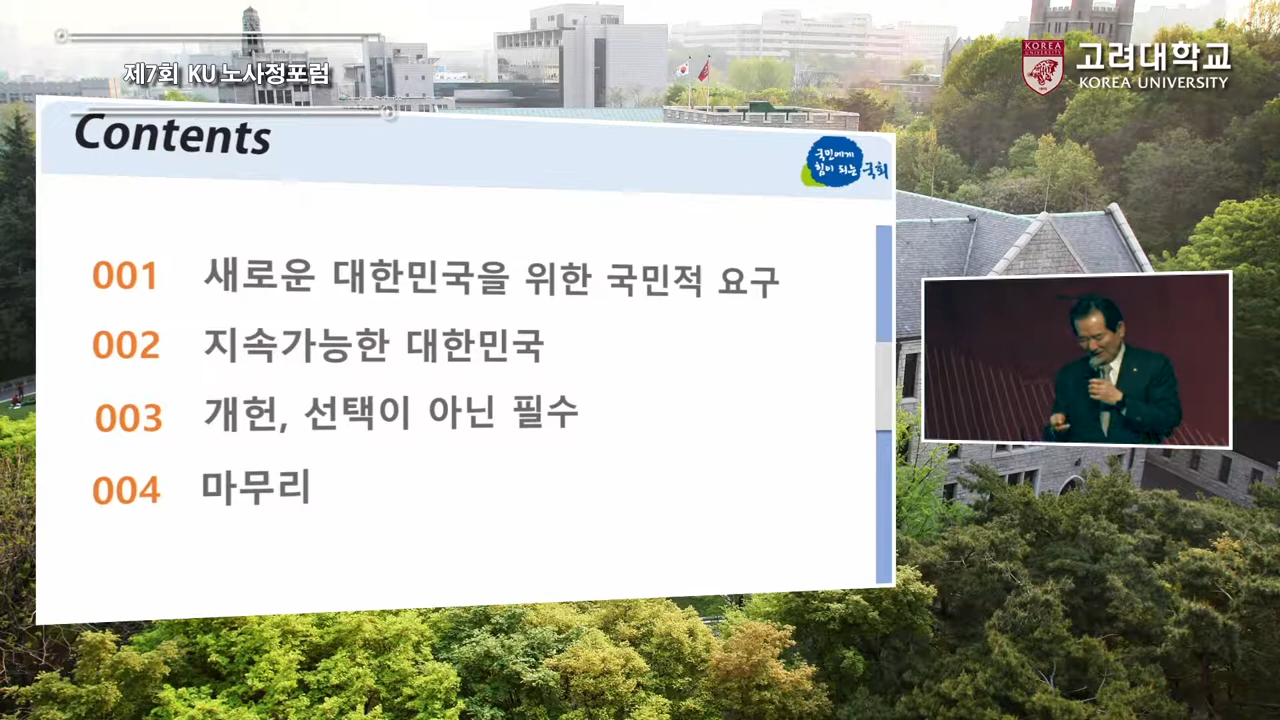 제7회 KU 노사정포럼
KOREA
UNIVERSITY
고려대학교
KOREA UNIVERSITY
Contents
국민에게
힘이 되는 국회
001 새로운 대한민국을 위한 국민적 요구
002 지속가능한 대한민국
003 개헌, 선택이 아닌 필수
004 마무리